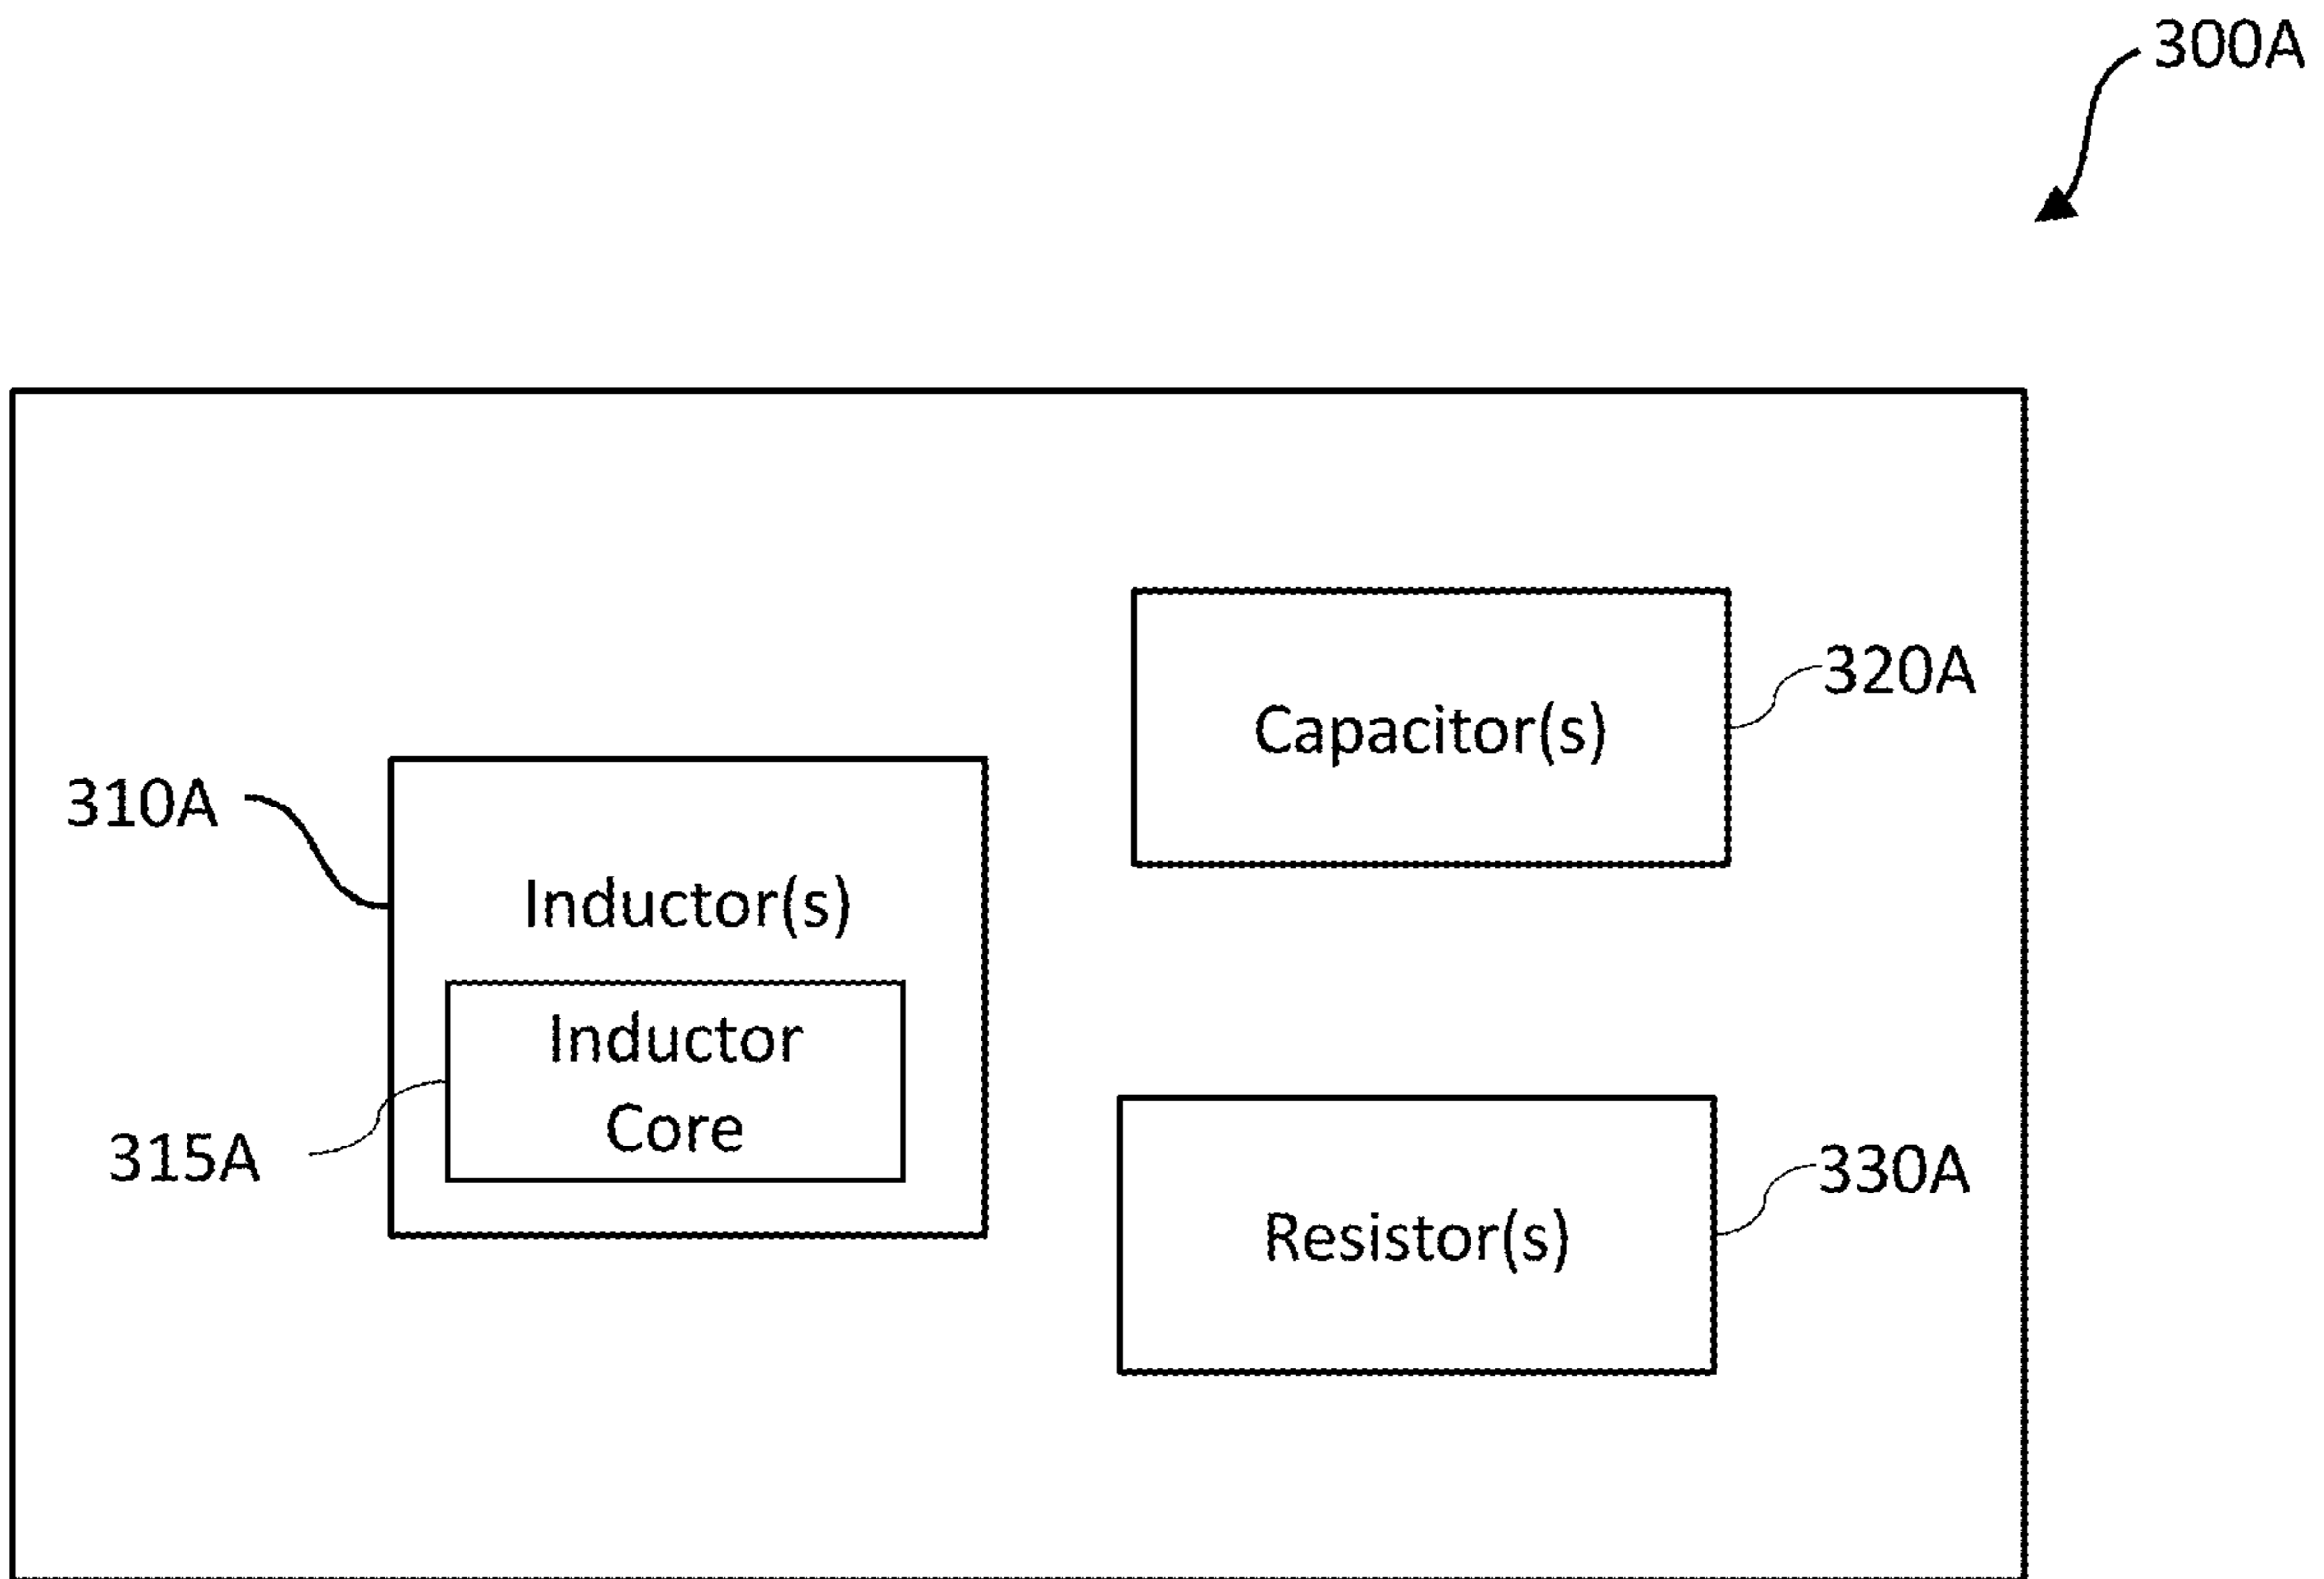 300A
320A
Capacitor(s)
310A
Inductor(s)
Inductor
Core
315A
330A
Resistor(s)